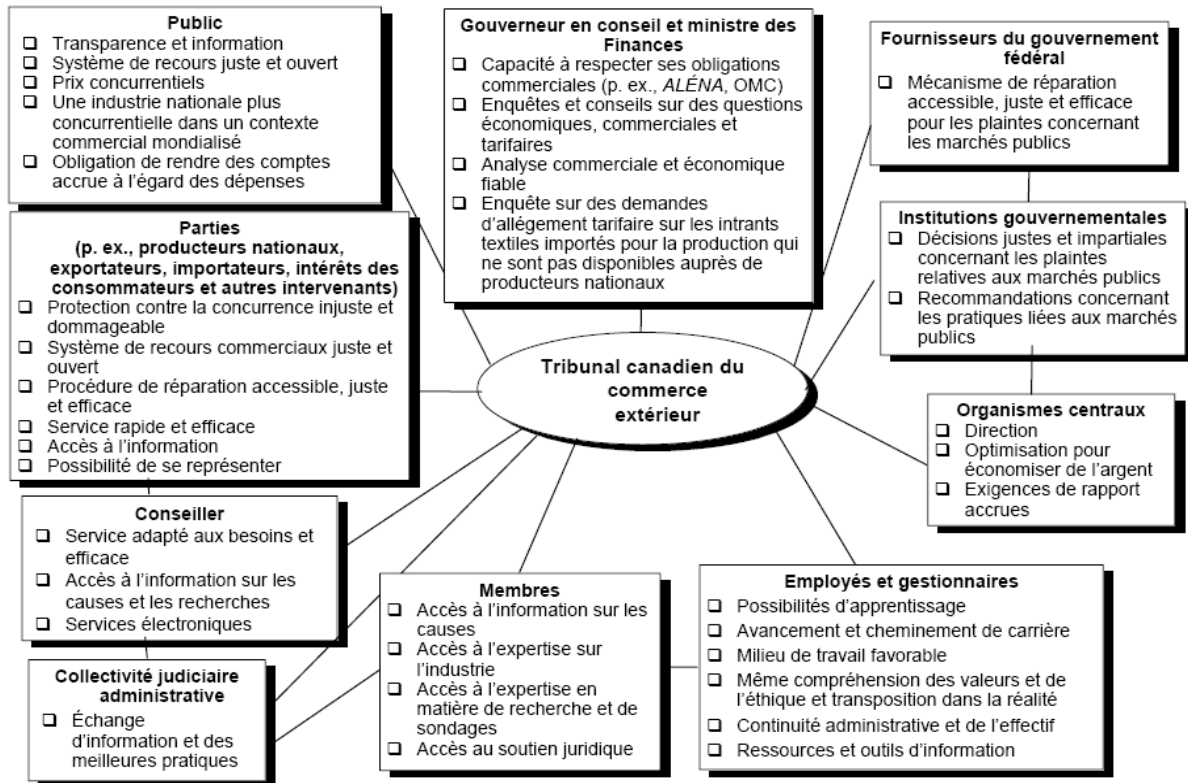 Public
❑ Transparence et information
❑ Système de recours juste et ouvert
❑ Prix concurrentiels
❑ Une industrie nationale plus
concurrentielle dans un contexte
commercial mondialisé
❑ Obligation de rendre des comptes
accrue à l’égard des dépenses
Gouverneur en conseil et ministre des
Finances
❑ Capacité à respecter ses obligations
commerciales (p. ex., ALÉNA, OMC)
❑ Enquêtes et conseils sur des questions
économiques, commerciales et
tarifaires
❑ Analyse commerciale et économique
fiable
❑ Enquête sur des demandes
d’allégement tarifaire sur les intrants
textiles importés pour la production qui
ne sont pas disponibles auprès de
producteurs nationaux
Fournisseurs du gouvernement
fédéral
❑ Mécanisme de réparation
accessible, juste et efficace
pour les plaintes concernant
les marchés publics
Parties
(p. ex., producteurs nationaux,
exportateurs, importateurs, intérêts des
consommateurs et autres intervenants)
❑ Protection contre la concurrence injuste et
dommageable
❑ Système de recours commerciaux juste et
ouvert
❑ Procédure de réparation accessible, juste
et efficace
❑ Service rapide et efficace
❑ Accès à l’information
❑ Possibilité de se représenter
Institutions gouvernementales
❑ Décisions justes et impartiales
concernant les plaintes
relatives aux marchés publics
❑ Recommandations concernant
les pratiques liées aux marchés
publics
Tribunal canadien du
commerce
extérieur
Organismes centraux
❑ Direction
❑ Optimisation pour
économiser de l’argent
❑ Exigences de rapport
accrues
Conseiller
❑ Service adapté aux besoins et
efficace
❑ Accès à l’information sur les
causes et les recherches
❑ Services électroniques
Membres
❑ Accès à l’information sur les
causes
❑ Accès à l’expertise sur
l’industrie
❑ Accès à l’expertise en
matière de recherche et de
sondages
❑ Accès au soutien juridique
Employés et gestionnaires
❑ Possibilités d’apprentissage
❑ Avancement et cheminement de carrière
❑ Milieu de travail favorable
❑ Même compréhension des valeurs et de
l’éthique et transposition dans la réalité
❑ Continuité administrative et de l’effectif
❑ Ressources et outils d’information
Collectivité judiciaire
administrative
❑ Échange
d’information et des
meilleures pratiques